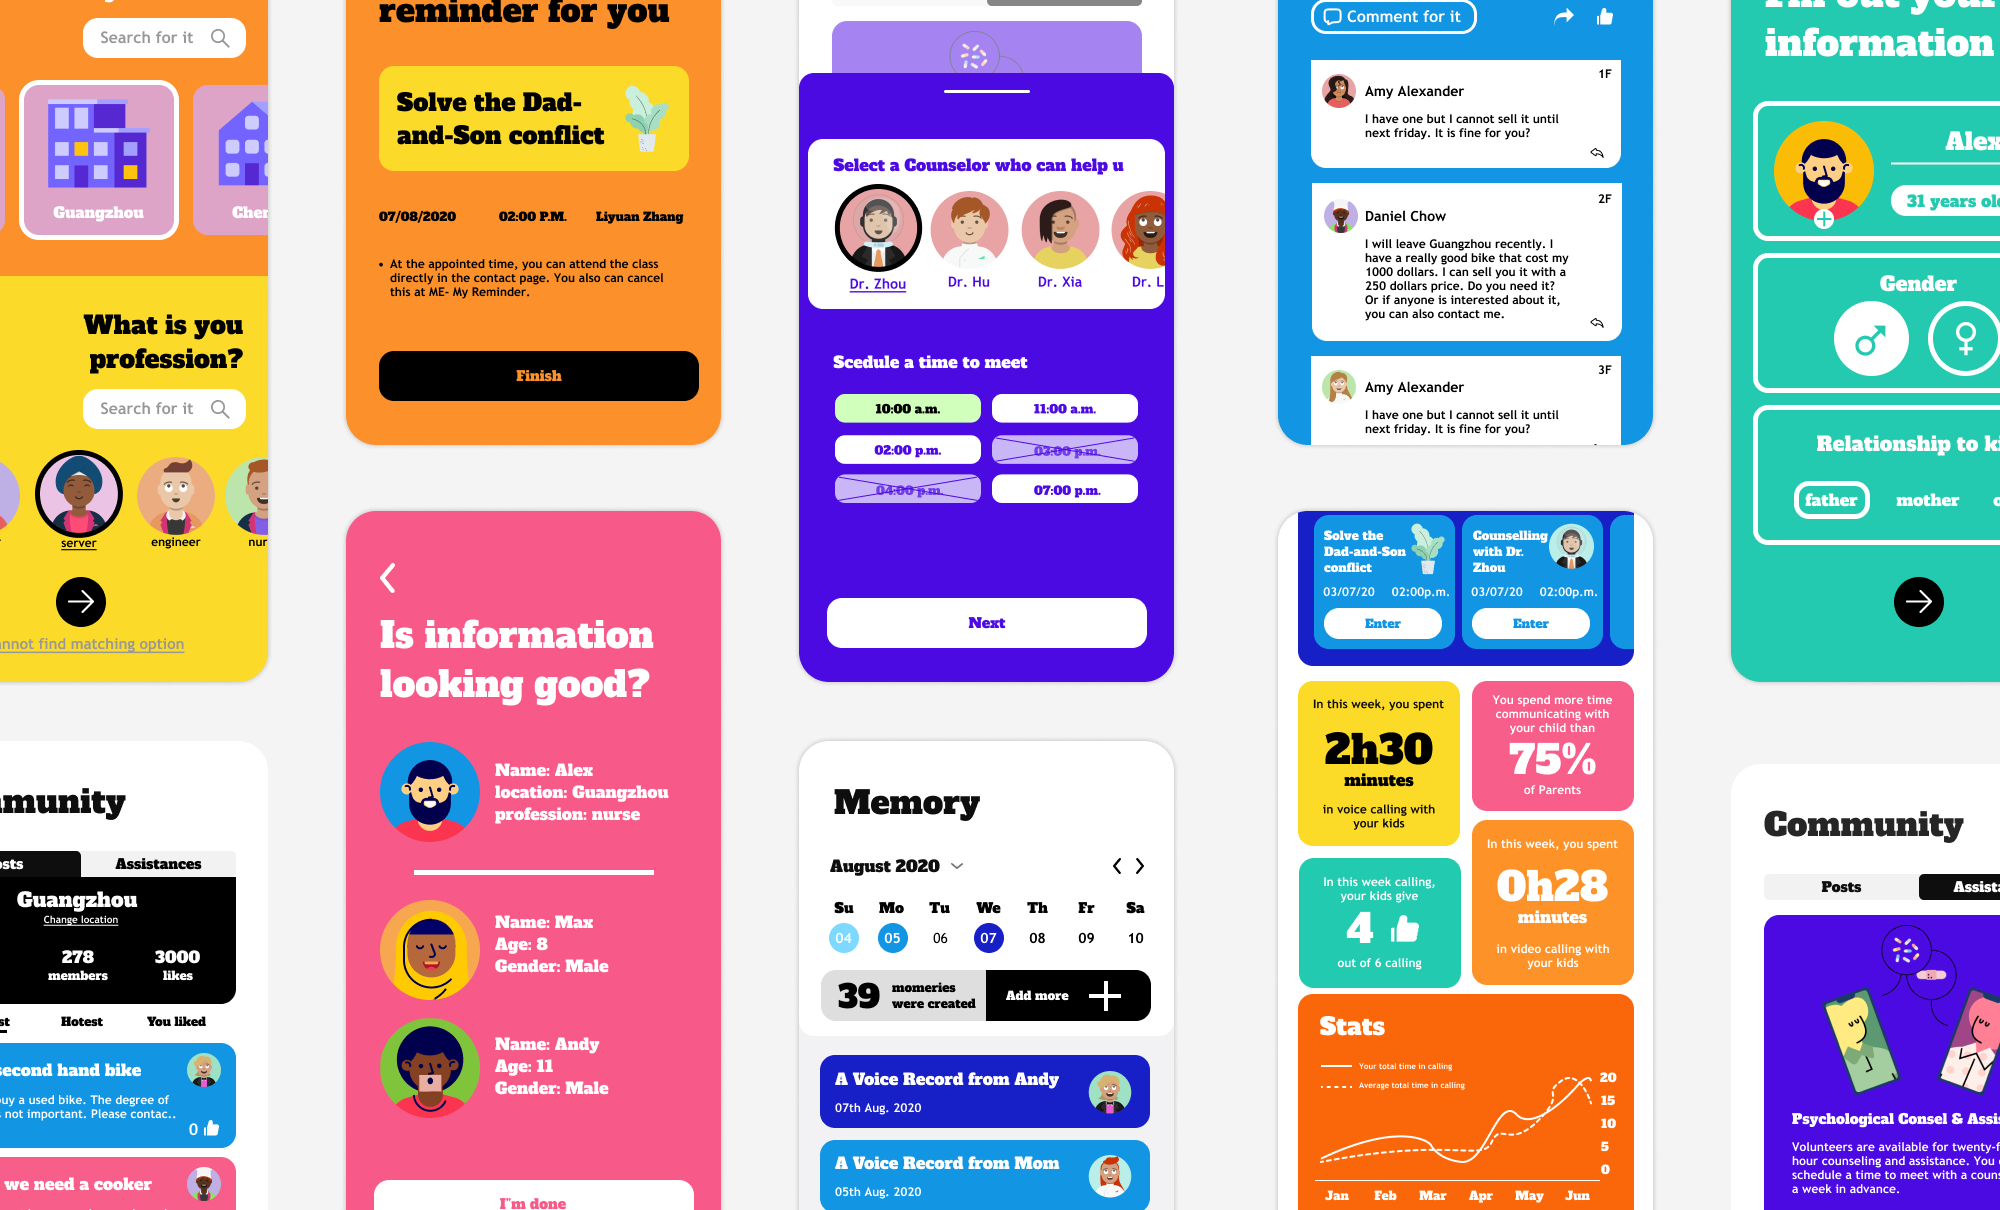 Search for it
Guangzhou
What is you
profession?
Search for it
server
engineer
matching option
find
reminder for you
Solve the Dad-
and-Son conflict
07/08/2020 02:00 P.M. Liyuan Zhang
• At the appointed time, you can attend the class
directly in the contact page. You also can cancel
this at ME- My Reminder.
Finish
Select a Counselor who can help u
Dr. Zhou Dr. Hu Dr. Xia Dr. L
Scedule a time to meet
10:00 a.m. 11:00 a.m.
02:00 p.m. 03:00 p.m.
04:00 p.m. 07:00 p.m.
Next
Comment for it
1F
Amy Alexander
I have one but I cannot sell it until
next friday. It is fine for you?
2F
Daniel Chow
I will leave Guangzhou recently. I
have a really good bike that cost my
1000 dollars. I can sell you it with a
250 dollars price. Do you need it?
Or if anyone is interested about it,
you can also contact me.
3F
Amy Alexander
I have one but I cannot sell it until
next friday. It is fine for you?
information
Alex
31 years old
Gender
Relationship to ki
father mother
Assistances
Guangzhou
Change location
278 3000
members likes
Hotest You liked
second hand bike
buy a used bike. The degree of
not important. Please contac..
0
we need a cooker
Is information
looking good?
Name: Alex
location: Guangzhou
profession: nurse
Name: Max
Age: 8
Gender: Male
Name: Andy
Age: 11
Gender: Male
I"m done
Memory
August 2020
Su Mo Tu We Th Fr Sa
04 05 06 07 08 09 10
39 momeries
were created
Add more
A Voice Record from Andy
07th Aug. 2020
A Voice Record from Mom
05th Aug. 2020
Solve the
Dad-and-Son
conflict
03/07/20 02:00p.m.
Enter
Counselling
with Dr.
Zhou
03/07/20 02:00p.m.
Enter
In this week, you spent
2h30
minutes
in voice calling with
your kids
You spend more time
communicating with
your child than
75%
of Parents
In this week calling,
your kids give
4
out of 6 calling
In this week, you spent
0h28
minutes
in video calling with
your kids
Stats
Your total time in calling
Average total time in calling
20
15
10
5
0
Jan Feb Mar Apr May Jun
Community
Posts Assista
Psychological Consel & Assis
Volunteers are available for twenty-f
hour counseling and assistance. You
schedule a time to meet with a couns
a week in advance.